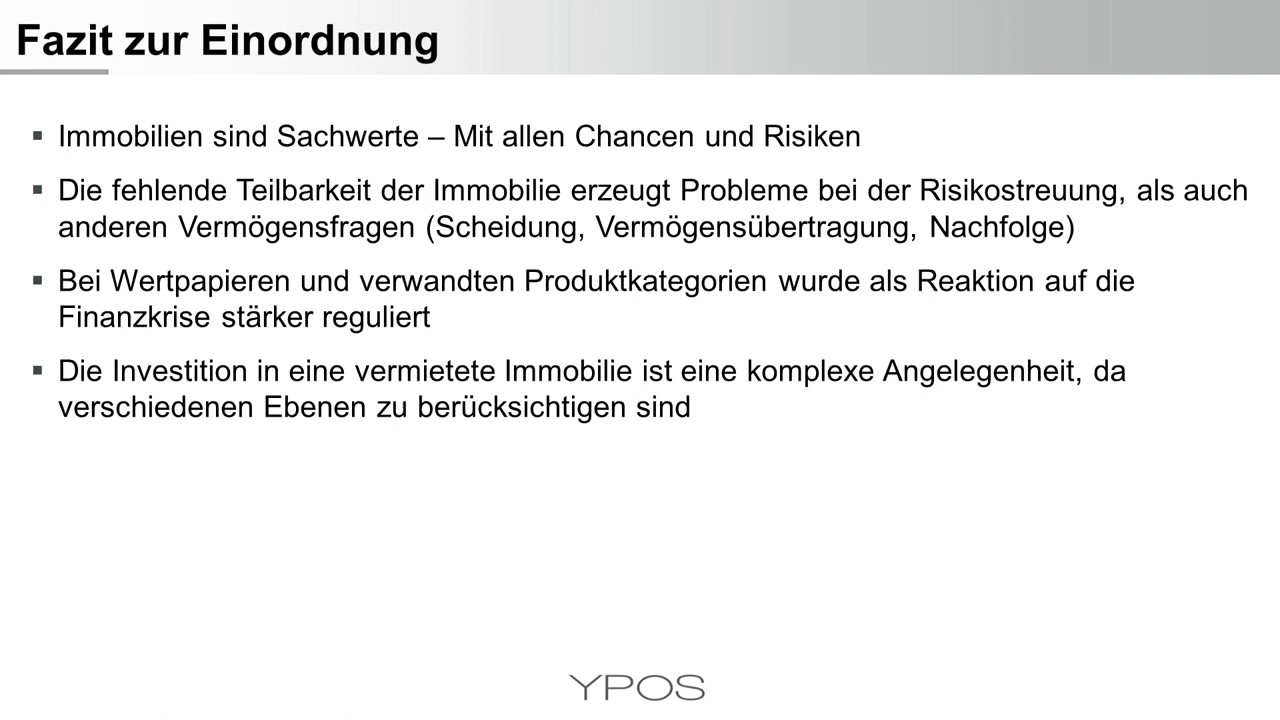 Fazit zur Einordnung
▪ Immobilien sind Sachwerte – Mit allen Chancen und Risiken
▪ Die fehlende Teilbarkeit der Immobilie erzeugt Probleme bei der Risikostreuung, als auch
anderen Vermögensfragen (Scheidung, Vermögensübertragung, Nachfolge)
▪ Bei Wertpapieren und verwandten Produktkategorien wurde als Reaktion auf die
Finanzkrise stärker reguliert
▪ Die Investition in eine vermietete Immobilie ist eine komplexe Angelegenheit, da
verschiedenen Ebenen zu berücksichtigen sind
YPOS